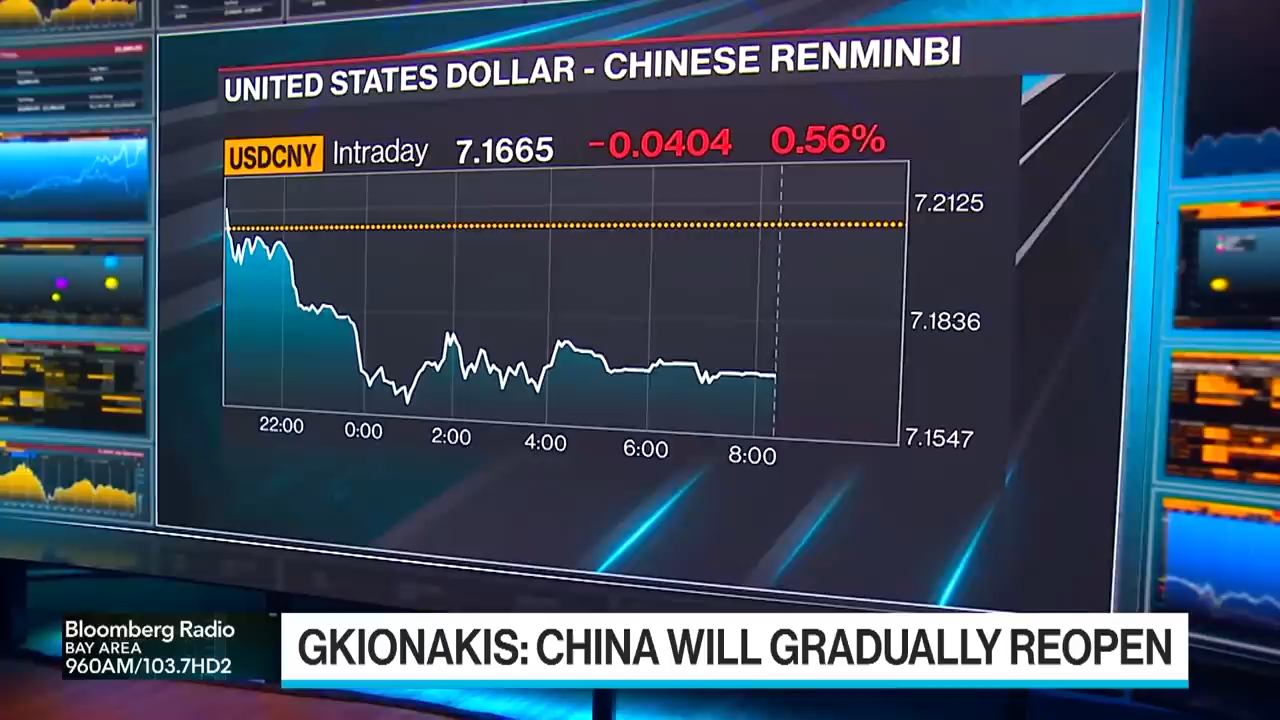 UNITED STATES DOLLAR - CHINESE RENMINBI
USDCNY Intraday 7.1665 -0.0404 0.56%
7.2125
7.1836
7.1547
22:00 0:00 2:00 4:00 6:00 8:00
Bloomberg Radio
BAY AREA
960AM/103.7HD2
GKIONAKIS: CHINA WILL GRADUALLY REOPEN